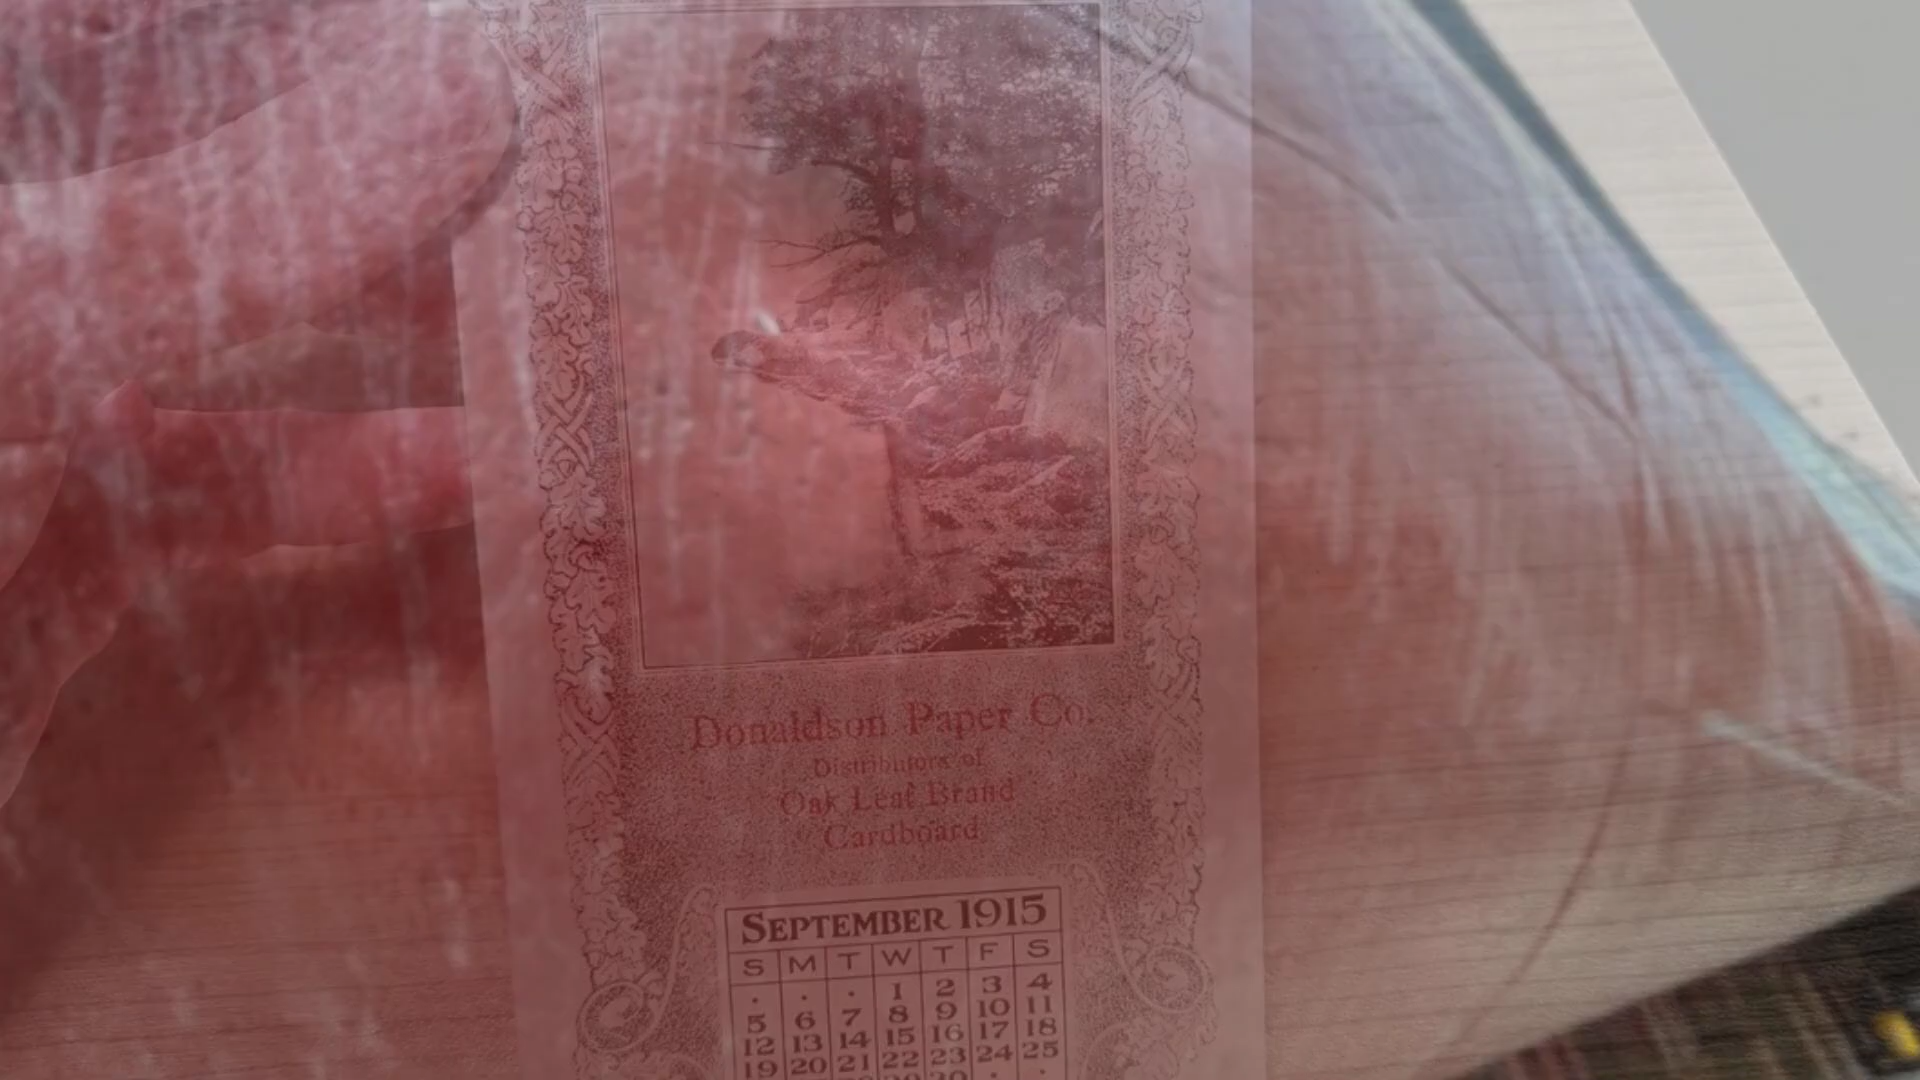 Donaldson Paper Co.
Distributors of
Oak Leaf Brand
Cardboard
SEPTEMBER 1915
S M T W T F S
. . . 1 2 3 4
5 6 7 8 9 10 11
12 13 14 15 16 17 18
19 20 21 22 23 24 25